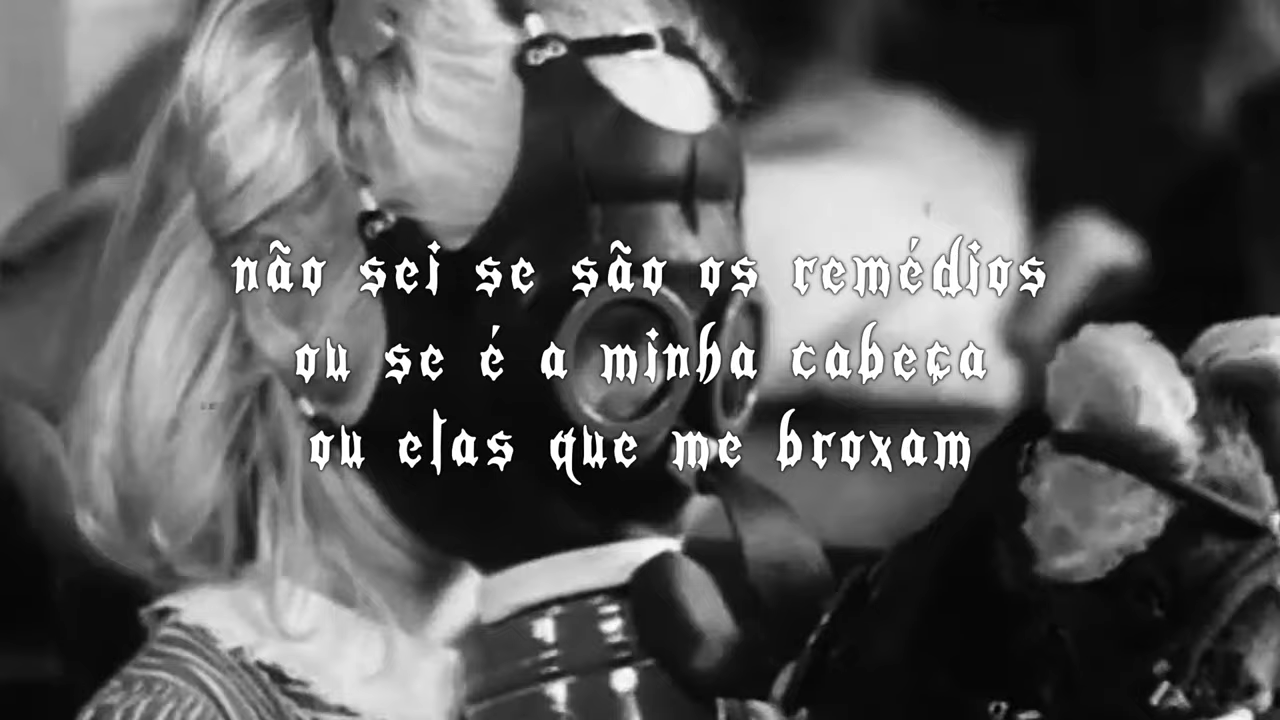 não sei se são os remédios
ou se é a minha cabeça
ou elas que me broxam